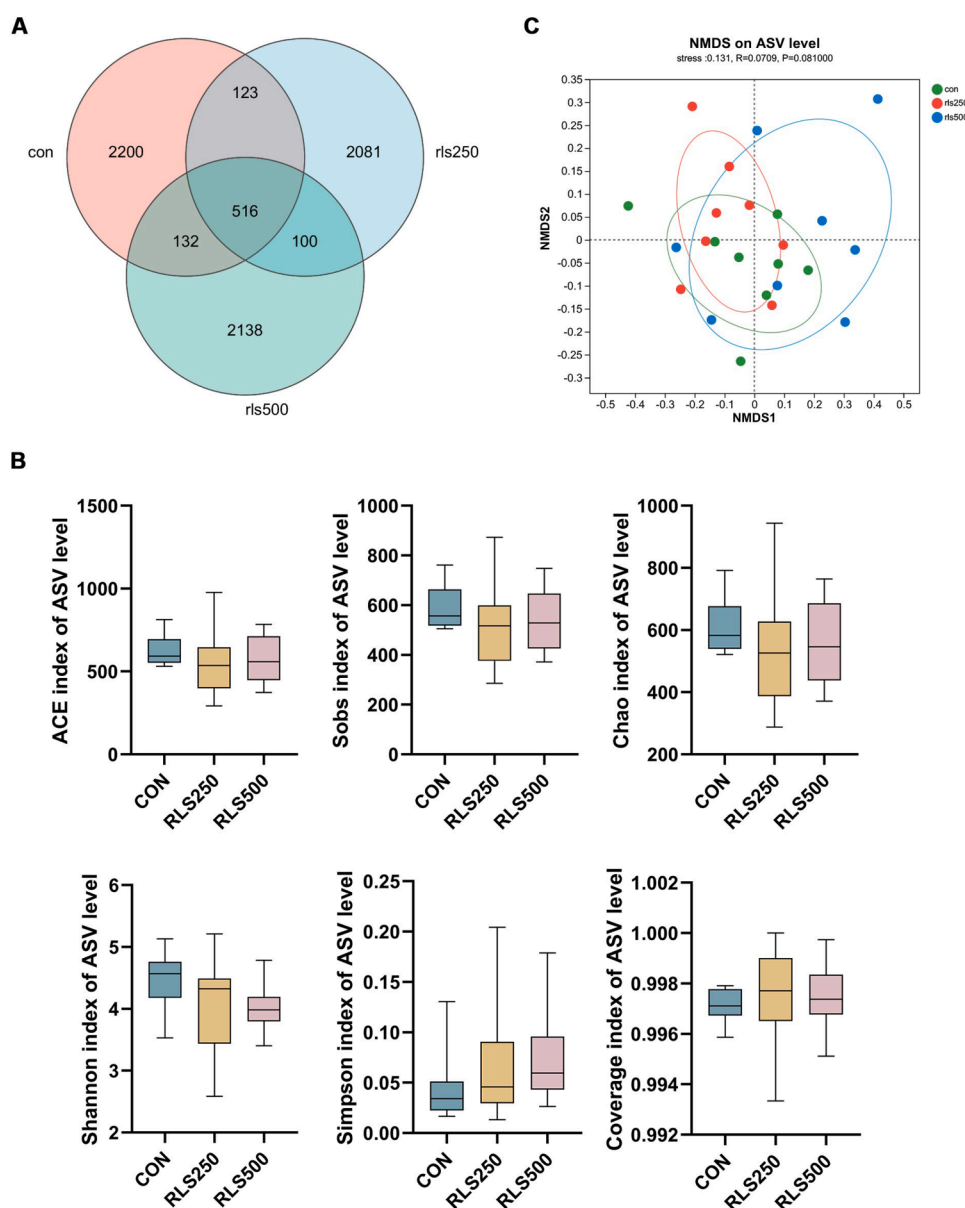 A
con
2200
123
2081
rls250
516
132
100
2138
rls500
C
NMDS on ASV level
stress :0.131, R=0.0709, P=0.081000
NMDS2
0.35
0.3
0.25
0.2
0.15
0.1
0.05
0
-0.05
-0.1
-0.15
-0.2
-0.25
-0.3
-0.5
-0.4
-0.3
-0.2
-0.1
0
0.1
0.2
0.3
0.4
0.5
NMDS1
con
rls250
rls500
B
ACE index of ASV level
1500
1000
500
0
CON
RLS250
RLS500
Sobs index of ASV level
1000
800
600
400
200
0
CON
RLS250
RLS500
Chao index of ASV level
1000
800
600
400
200
CON
RLS250
RLS500
Shannon index of ASV level
6
5
4
3
2
CON
RLS250
RLS500
Simpson index of ASV level
0.25
0.20
0.15
0.10
0.05
0.00
CON
RLS250
RLS500
Coverage index of ASV level
1.002
1.000
0.998
0.996
0.994
0.992
CON
RLS250
RLS500